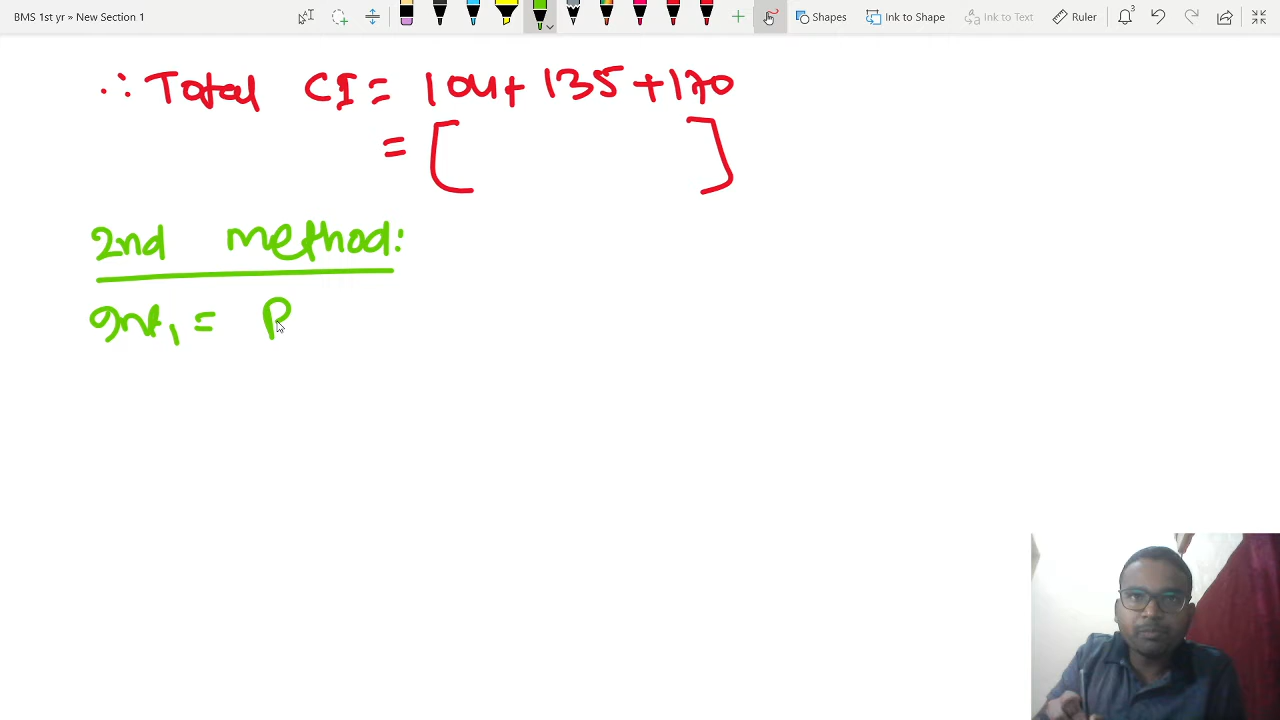 BMS 1st yr » New Section 1
Shapes
Ink to Shape
Ink to Text
Ruler
3
∴ Total CI = 104 + 135 + 170
= [ ]
2nd method:
Int₁ = P